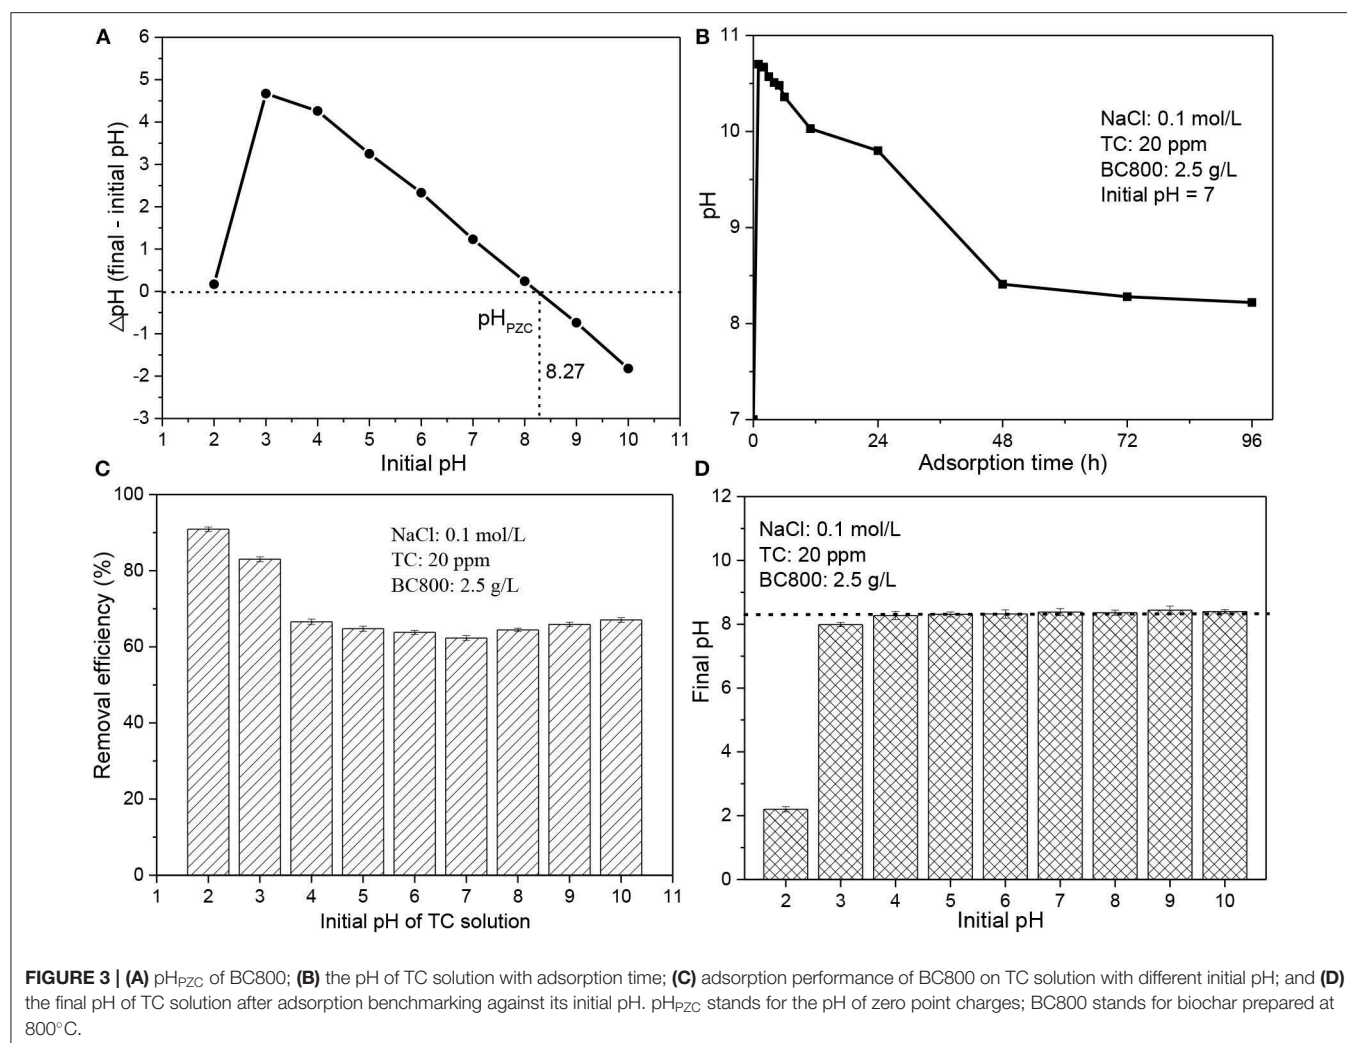 A
6
5
4
3
2
1
0
-1
-2
-3
△pH (final - initial pH)
pH_PZC
8.27
1 2 3 4 5 6 7 8 9 10 11
Initial pH
B
11
10
9
8
7
pH
NaCl: 0.1 mol/L
TC: 20 ppm
BC800: 2.5 g/L
Initial pH = 7
0 24 48 72 96
Adsorption time (h)
C
100
80
60
40
20
0
Removal efficiency (%)
NaCl: 0.1 mol/L
TC: 20 ppm
BC800: 2.5 g/L
1 2 3 4 5 6 7 8 9 10 11
Initial pH of TC solution
D
12
10
8
6
4
2
0
Final pH
NaCl: 0.1 mol/L
TC: 20 ppm
BC800: 2.5 g/L
2 3 4 5 6 7 8 9 10
Initial pH
FIGURE 3 | (A) pHPZC of BC800; (B) the pH of TC solution with adsorption time; (C) adsorption performance of BC800 on TC solution with different initial pH; and (D)
the final pH of TC solution after adsorption benchmarking against its initial pH. pHPZC stands for the pH of zero point charges; BC800 stands for biochar prepared at
800°C.